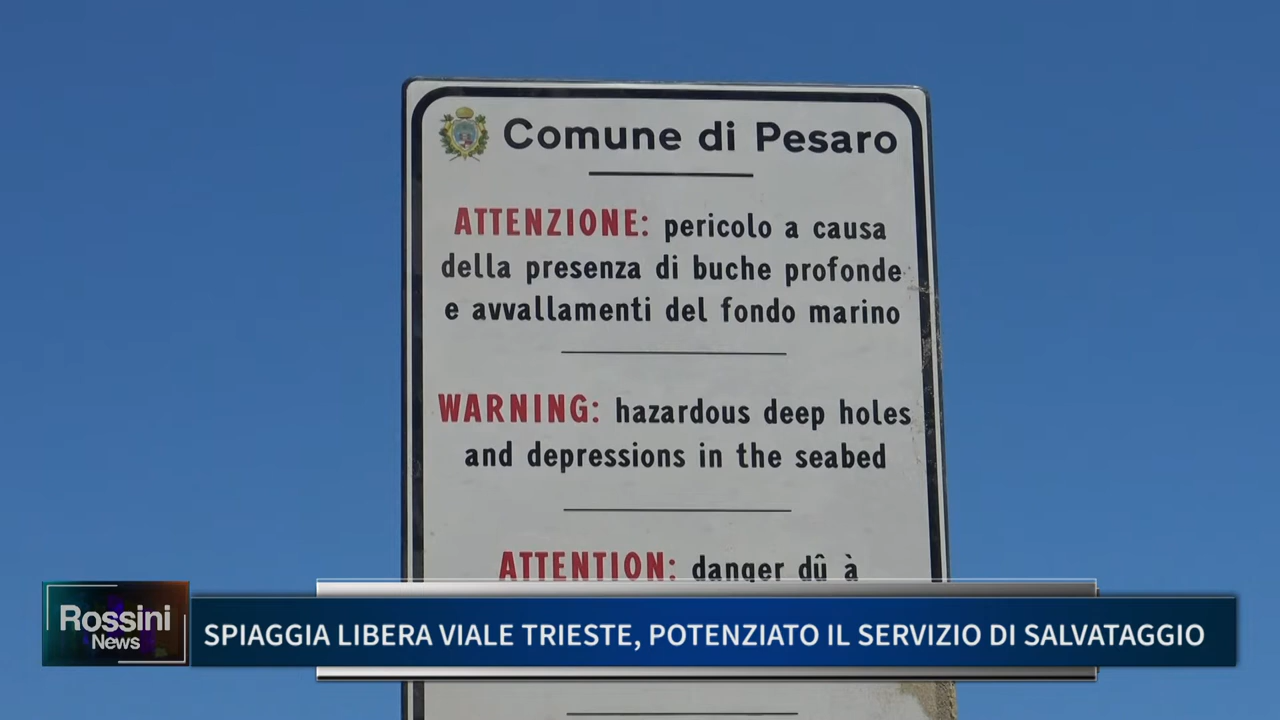 Comune di Pesaro
ATTENZIONE: pericolo a causa
della presenza di buche profonde
e avvallamenti del fondo marino
WARNING: hazardous deep holes
and depressions in the seabed
ATTENTION: danger dû à
Rossini
News
SPIAGGIA LIBERA VIALE TRIESTE, POTENZIATO IL SERVIZIO DI SALVATAGGIO